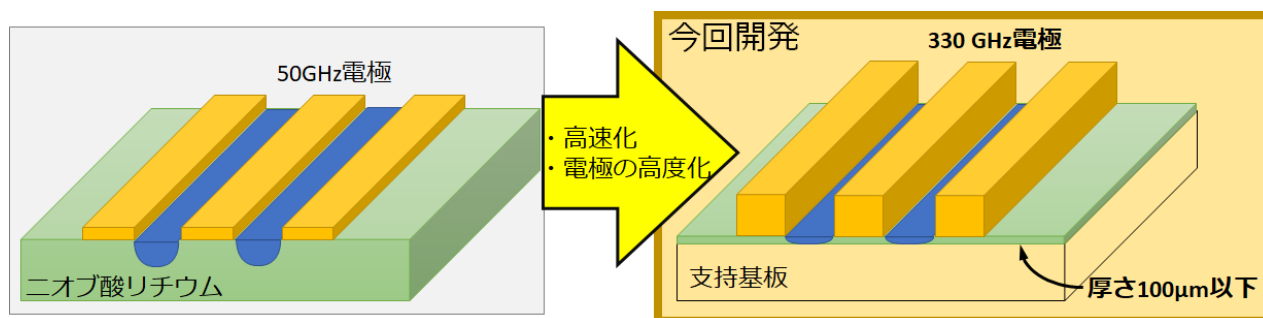 50GHz電極
ニオブ酸リチウム
・高速化
・電極の高度化
今回開発
330 GHz電極
支持基板
厚さ100μm以下